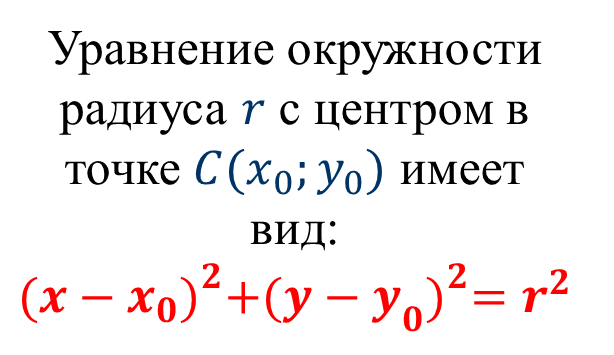 Уравнение окружности
радиуса r с центром в
точке C(x₀; y₀) имеет
вид:
(x − x₀)²+(y − y₀)²= r²